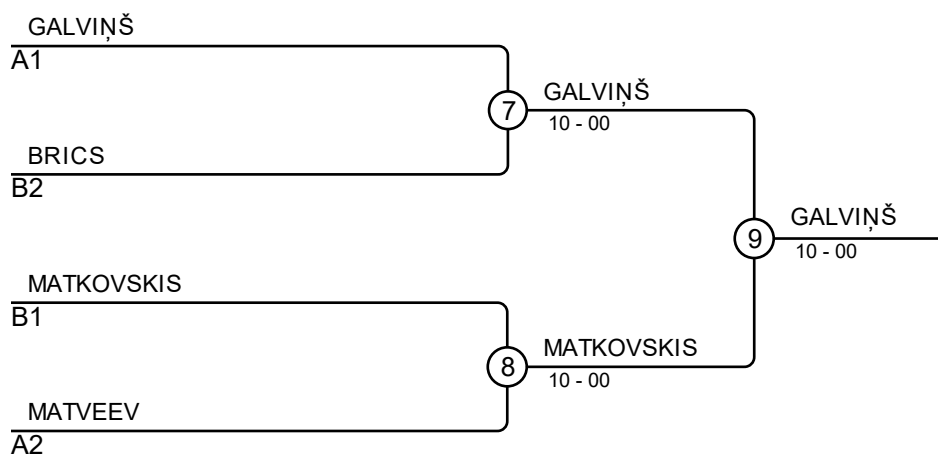 GALVIŅŠ
A1
7
GALVIŅŠ
10 - 00
BRICS
B2
9
GALVIŅŠ
10 - 00
MATKOVSKIS
B1
8
MATKOVSKIS
10 - 00
MATVEEV
A2